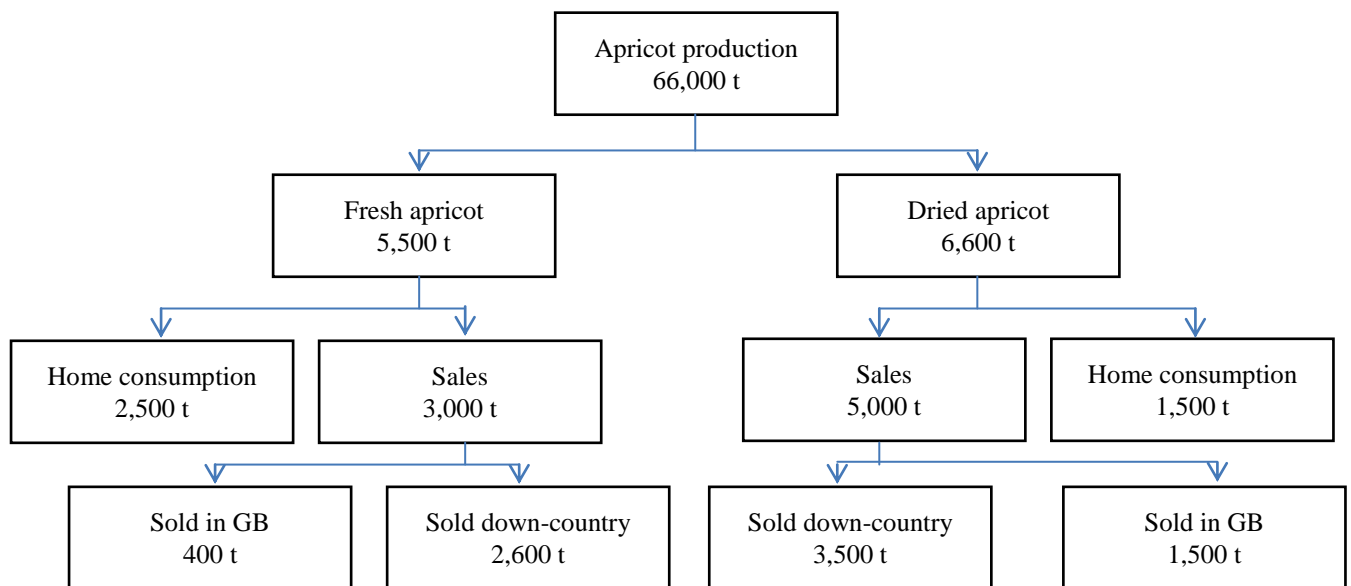 Apricot production
66,000 t
Fresh apricot
5,500 t
Dried apricot
6,600 t
Home consumption
2,500 t
Sales
3,000 t
Sales
5,000 t
Home consumption
1,500 t
Sold in GB
400 t
Sold down-country
2,600 t
Sold down-country
3,500 t
Sold in GB
1,500 t